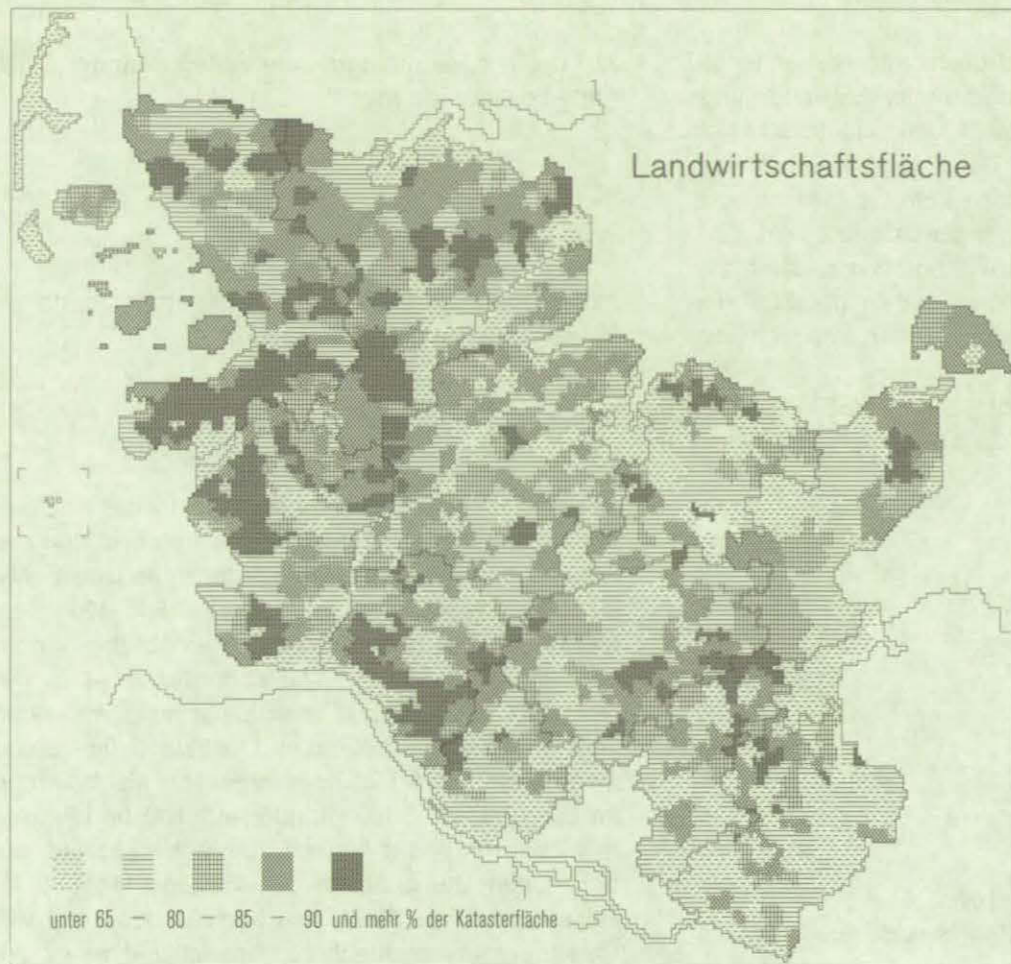 Landwirtschaftsfläche
unter 65 – 80 – 85 – 90 und mehr % der Katasterfläche